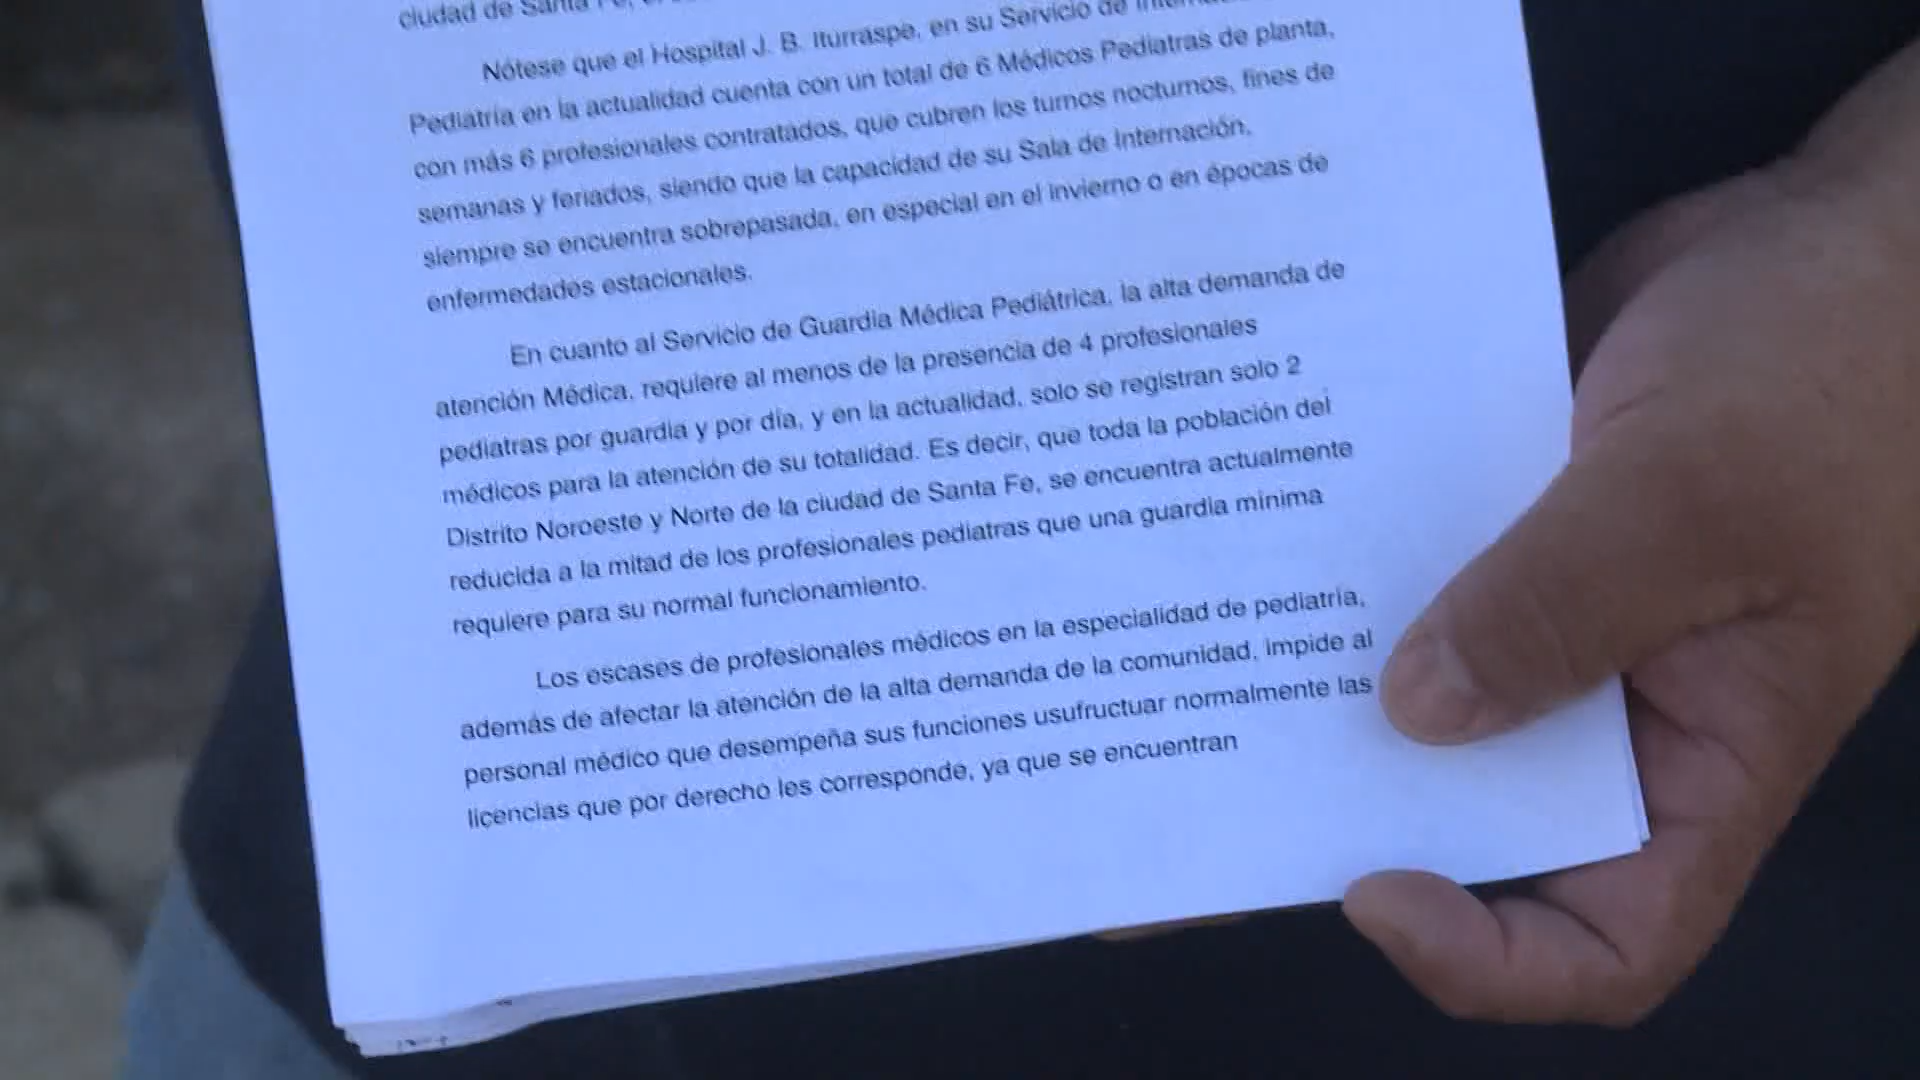 ciudad de Santa Fe,
Nótese que el Hospital J. B. Iturraspe, en su Servicio de
Pediatría en la actualidad cuenta con un total de 6 Médicos Pediatras de planta,
con más 6 profesionales contratados, que cubren los turnos nocturnos, fines de
semanas y feriados, siendo que la capacidad de su Sala de Internación,
siempre se encuentra sobrepasada, en especial en el invierno o en épocas de
enfermedades estacionales.
En cuanto al Servicio de Guardia Médica Pediátrica, la alta demanda de
atención Médica, requiere al menos de la presencia de 4 profesionales
pediatras por guardia y por día, y en la actualidad, solo se registran solo 2
médicos para la atención de su totalidad. Es decir, que toda la población del
Distrito Noroeste y Norte de la ciudad de Santa Fe, se encuentra actualmente
reducida a la mitad de los profesionales pediatras que una guardia mínima
requiere para su normal funcionamiento.
Los escases de profesionales médicos en la especialidad de pediatría,
además de afectar la atención de la alta demanda de la comunidad, impide al
personal médico que desempeña sus funciones usufructuar normalmente las
licencias que por derecho les corresponde, ya que se encuentran